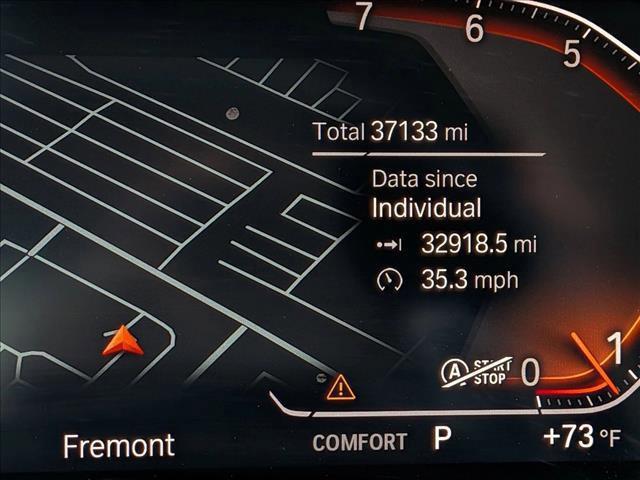 7
6
5
Total 37133 mi
Data since
Individual
32918.5 mi
35.3 mph
1
A START STOP 0
Fremont
COMFORT P +73 °F